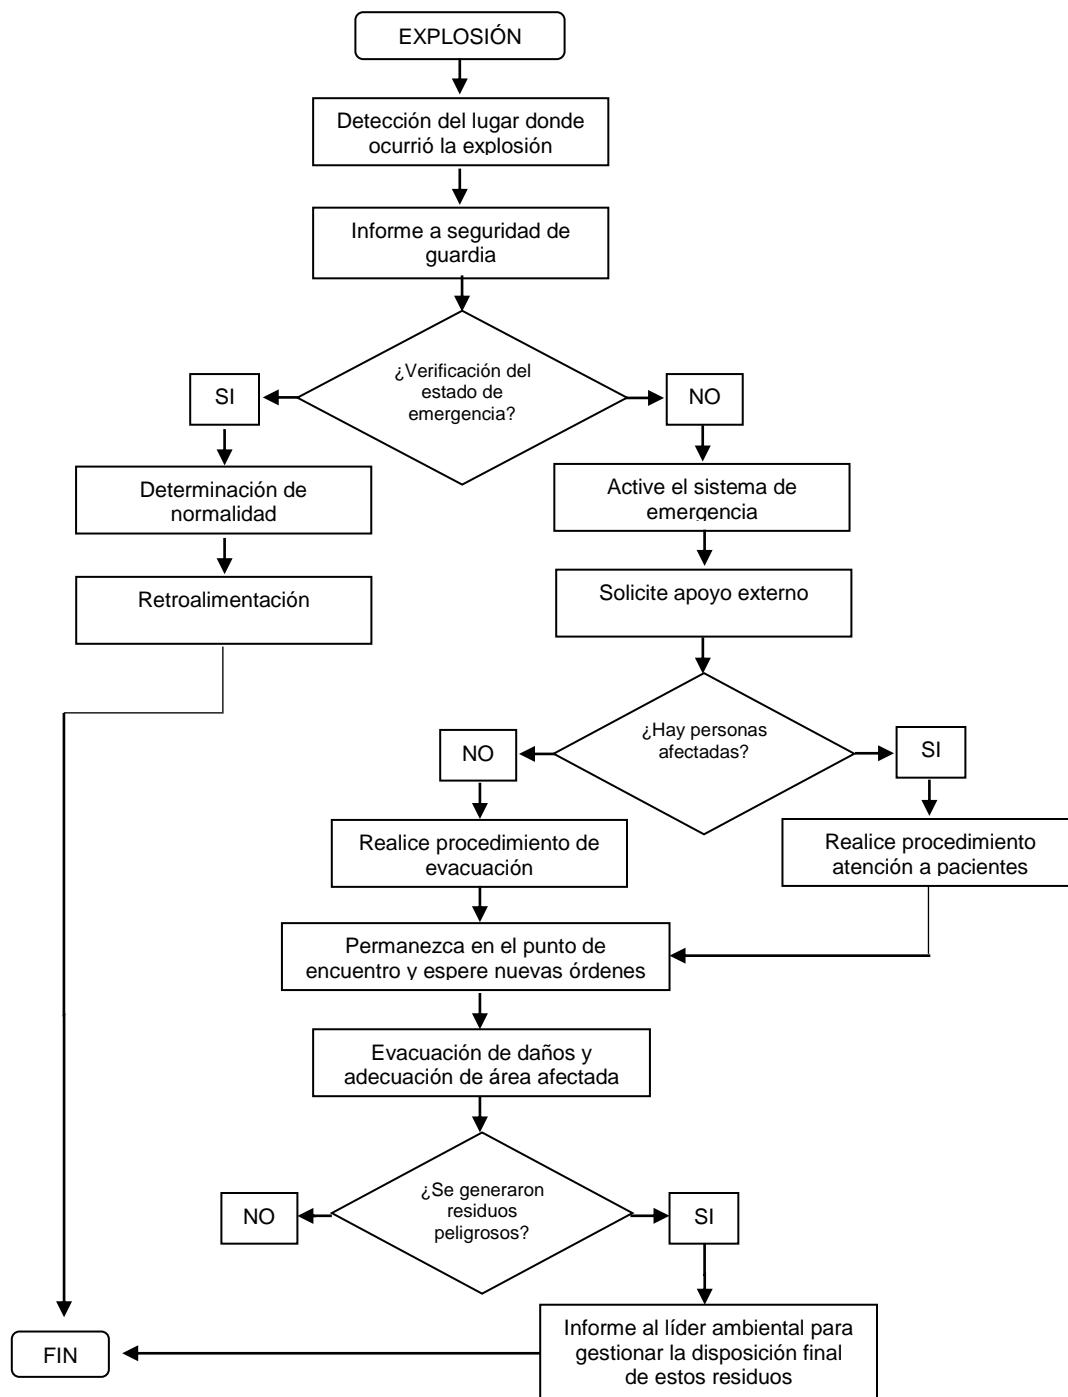 EXPLOSIÓN
Detección del lugar donde
ocurrió la explosión
Informe a seguridad de
guardia
¿Verificación del
estado de
emergencia?
SI
NO
Determinación de
normalidad
Active el sistema de
emergencia
Retroalimentación
Solicite apoyo externo
¿Hay personas
afectadas?
NO
SI
Realice procedimiento de
evacuación
Realice procedimiento
atención a pacientes
Permanezca en el punto de
encuentro y espere nuevas órdenes
Evacuación de daños y
adecuación de área afectada
¿Se generaron
residuos
peligrosos?
NO
SI
Informe al líder ambiental para
gestionar la disposición final
de estos residuos
FIN